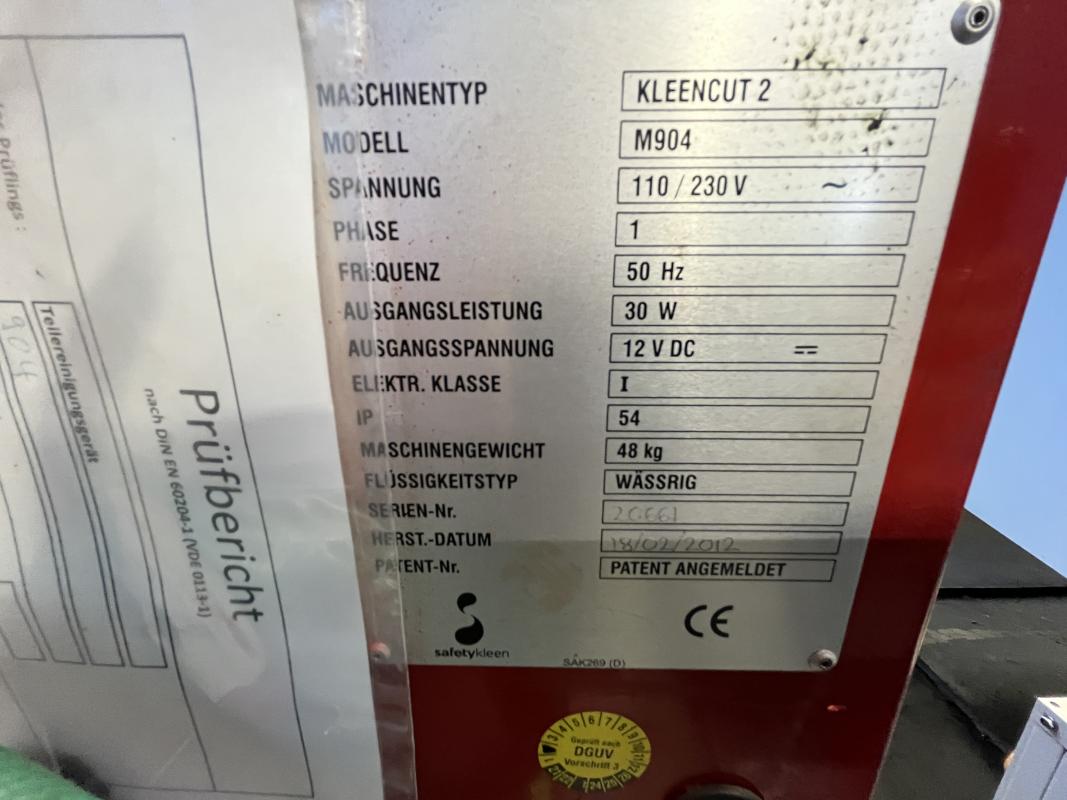 MASCHINENTYP KLEENCUT 2
MODELL M904
SPANNUNG 110 / 230 V ~
PHASE 1
FREQUENZ 50 Hz
AUSGANGSLEISTUNG 30 W
AUSGANGSSPANNUNG 12 V DC ⎓
ELEKTR. KLASSE I
IP 54
MASCHINENGEWICHT 48 kg
FLÜSSIGKEITSTYP WÄSSRIG
SERIEN-Nr. 20661
HERST.-DATUM 18/02/2012
PATENT-Nr. PATENT ANGEMELDET
safetykleen
CE
SAK269 (D)
Prüfbericht
nach DIN EN 60204-1 (VDE 0113-1)
Teilereinigungsgerät
904
Prüflings :
Geprüft nach
DGUV
Vorschrift 3